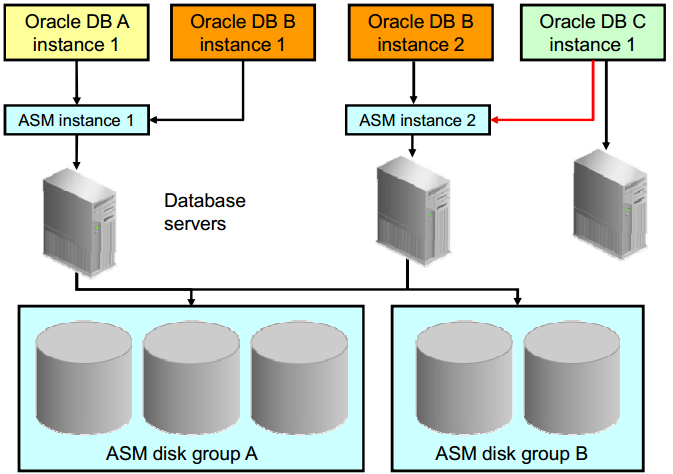 Oracle DB A
instance 1
Oracle DB B
instance 1
Oracle DB B
instance 2
Oracle DB C
instance 1
ASM instance 1
ASM instance 2
Database
servers
ASM disk group A
ASM disk group B